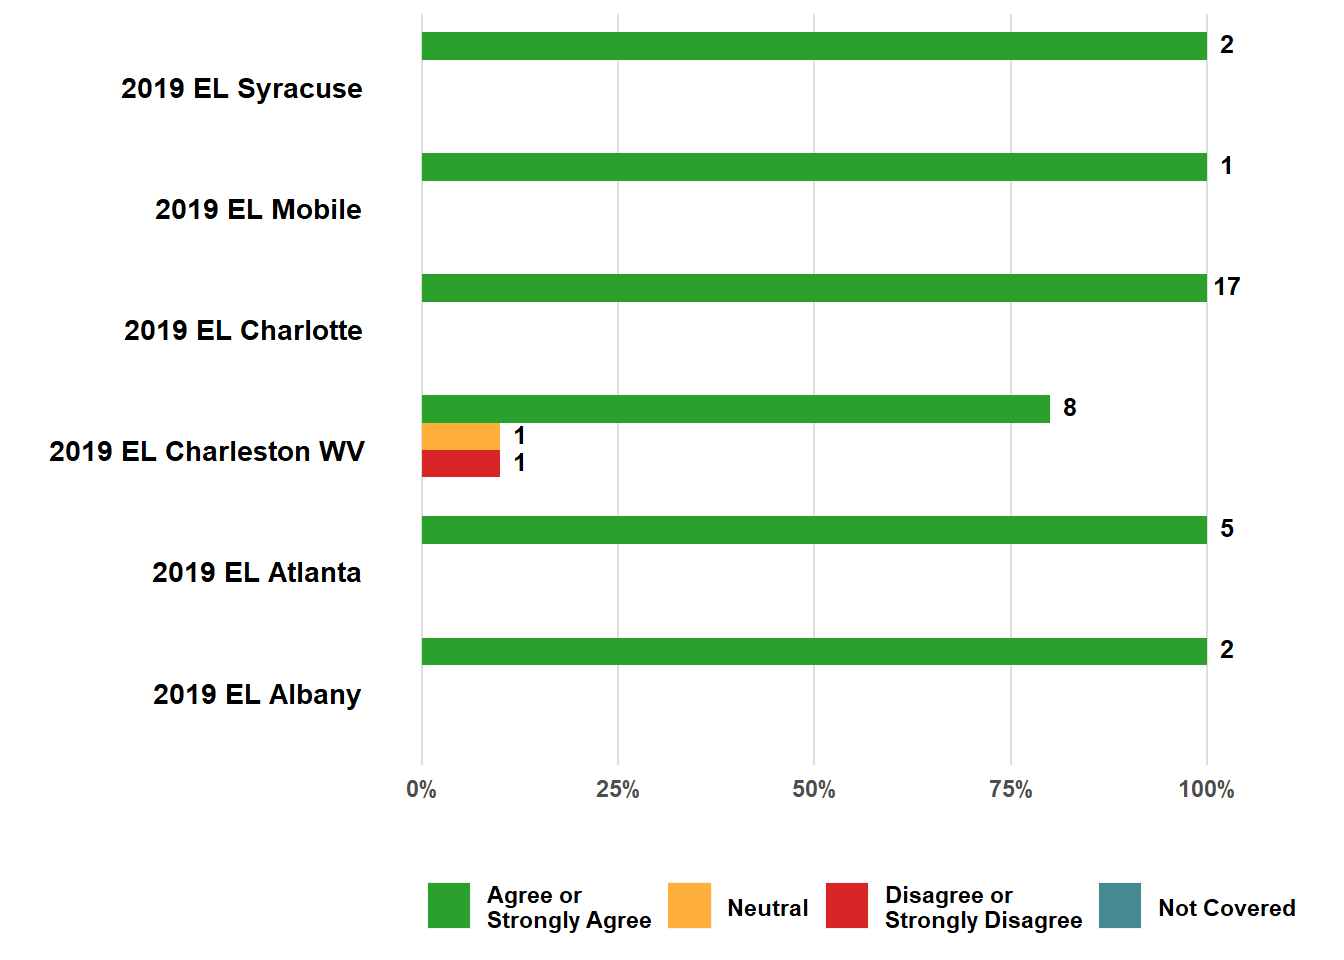 2
2019 EL Syracuse
1
2019 EL Mobile
17
2019 EL Charlotte
8
1
2019 EL Charleston WV
1
5
2019 EL Atlanta
2
2019 EL Albany
0% 25% 50% 75% 100%
Agree or
Strongly Agree
Neutral
Disagree or
Strongly Disagree
Not Covered